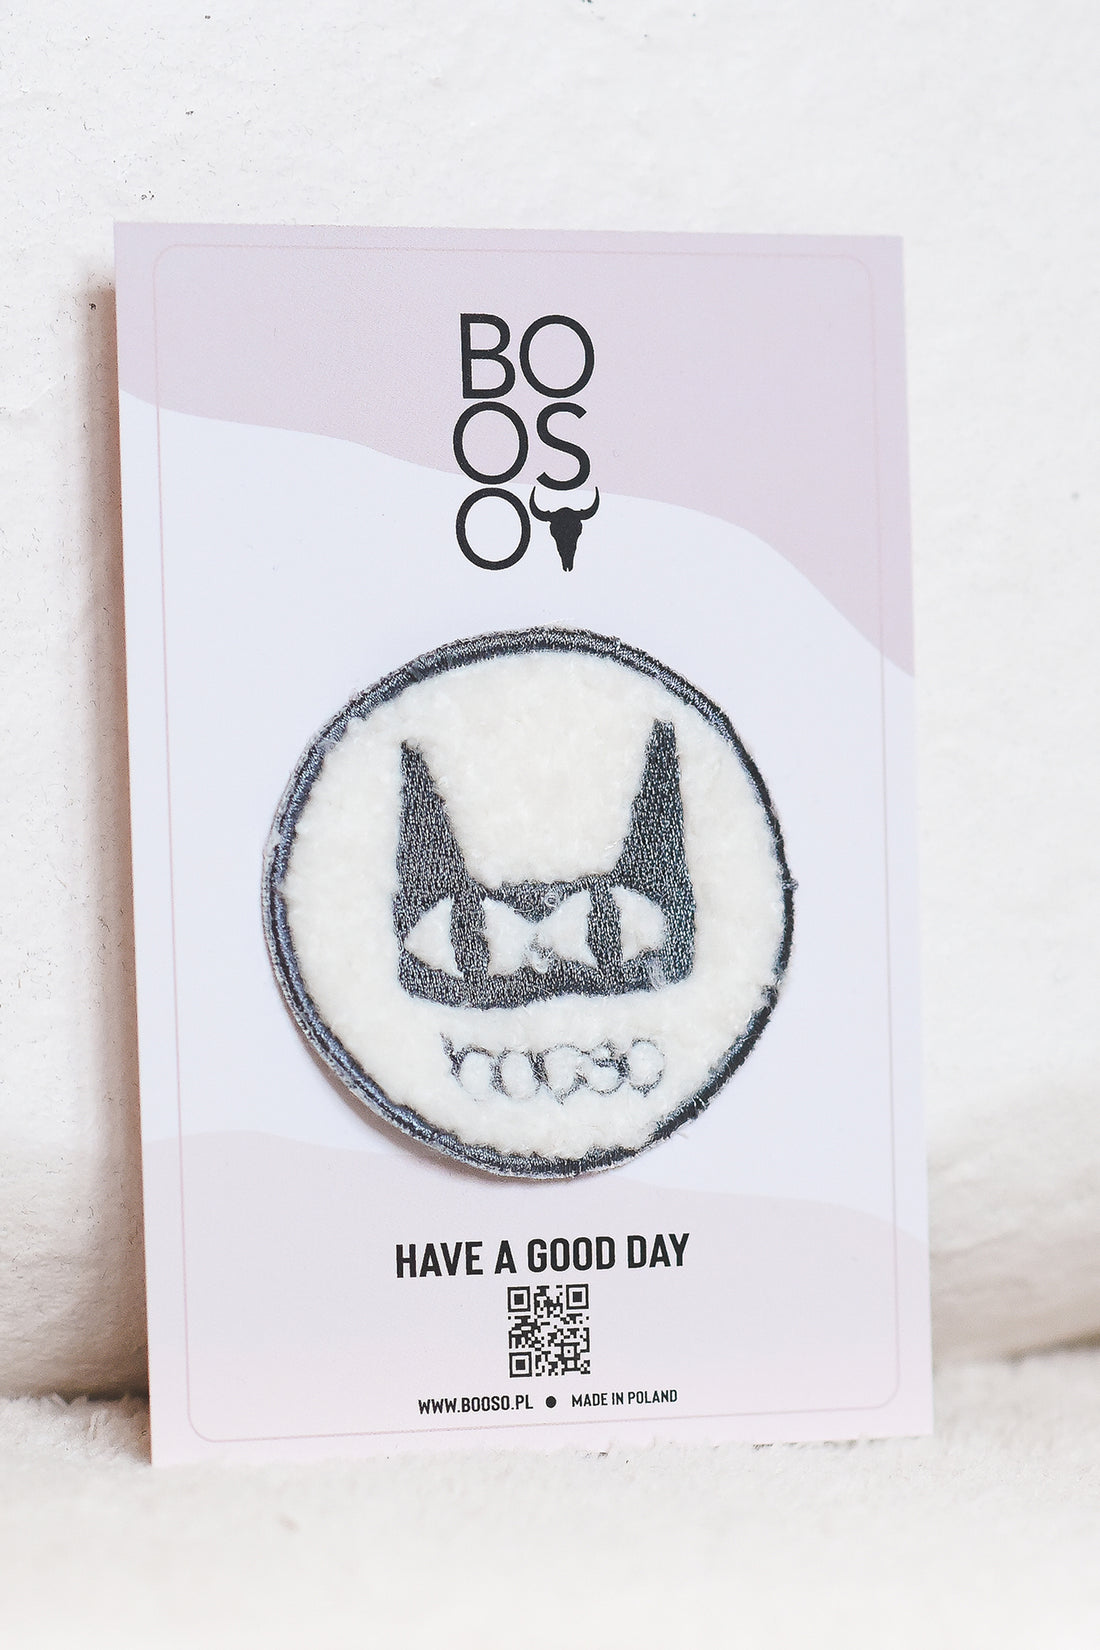 BO
OS
O
booso
HAVE A GOOD DAY
WWW.BOOSO.PL ● MADE IN POLAND